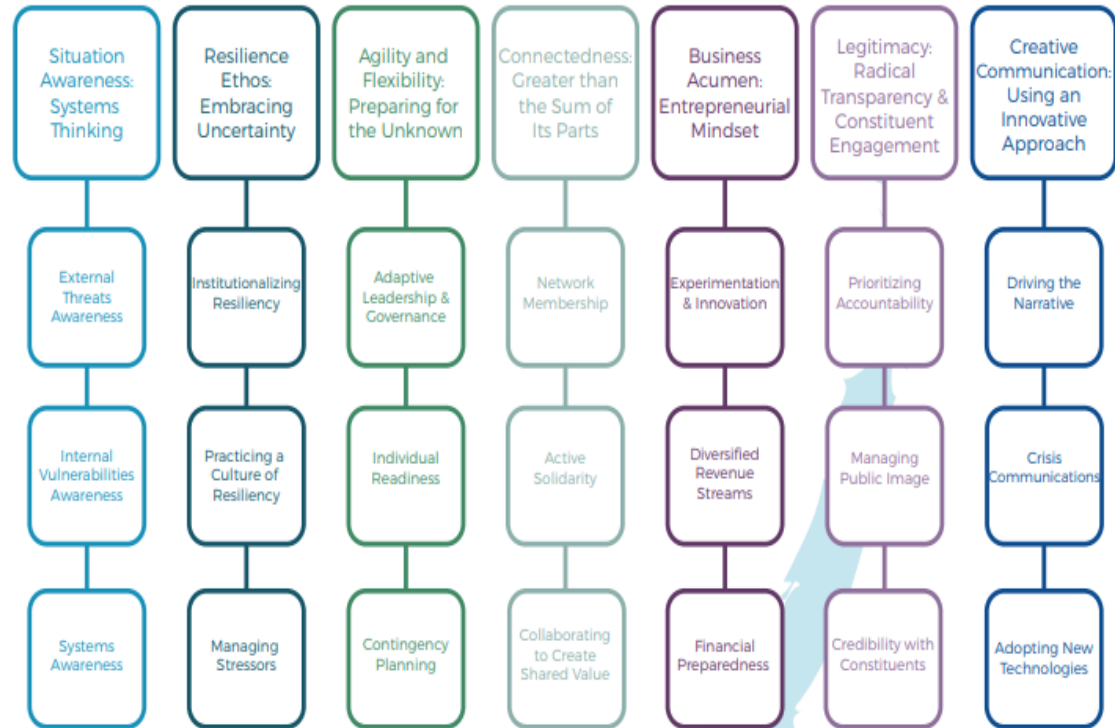 Situation
Awareness:
Systems
Thinking
Resilience
Ethos:
Embracing
Uncertainty
Agility and
Flexibility:
Preparing for
the Unknown
Connectedness:
Greater than
the Sum of
Its Parts
Business
Acumen:
Entrepreneurial
Mindset
Legitimacy:
Radical
Transparency &
Constituent
Engagement
Creative
Communication:
Using an
Innovative
Approach
External
Threats
Awareness
Institutionalizing
Resiliency
Adaptive
Leadership &
Governance
Network
Membership
Experimentation
& Innovation
Prioritizing
Accountability
Driving the
Narrative
Internal
Vulnerabilities
Awareness
Practicing a
Culture of
Resiliency
Individual
Readiness
Active
Solidarity
Diversified
Revenue
Streams
Managing
Public Image
Crisis
Communications
Systems
Awareness
Managing
Stressors
Contingency
Planning
Collaborating
to Create
Shared Value
Financial
Preparedness
Credibility with
Constituents
Adopting New
Technologies